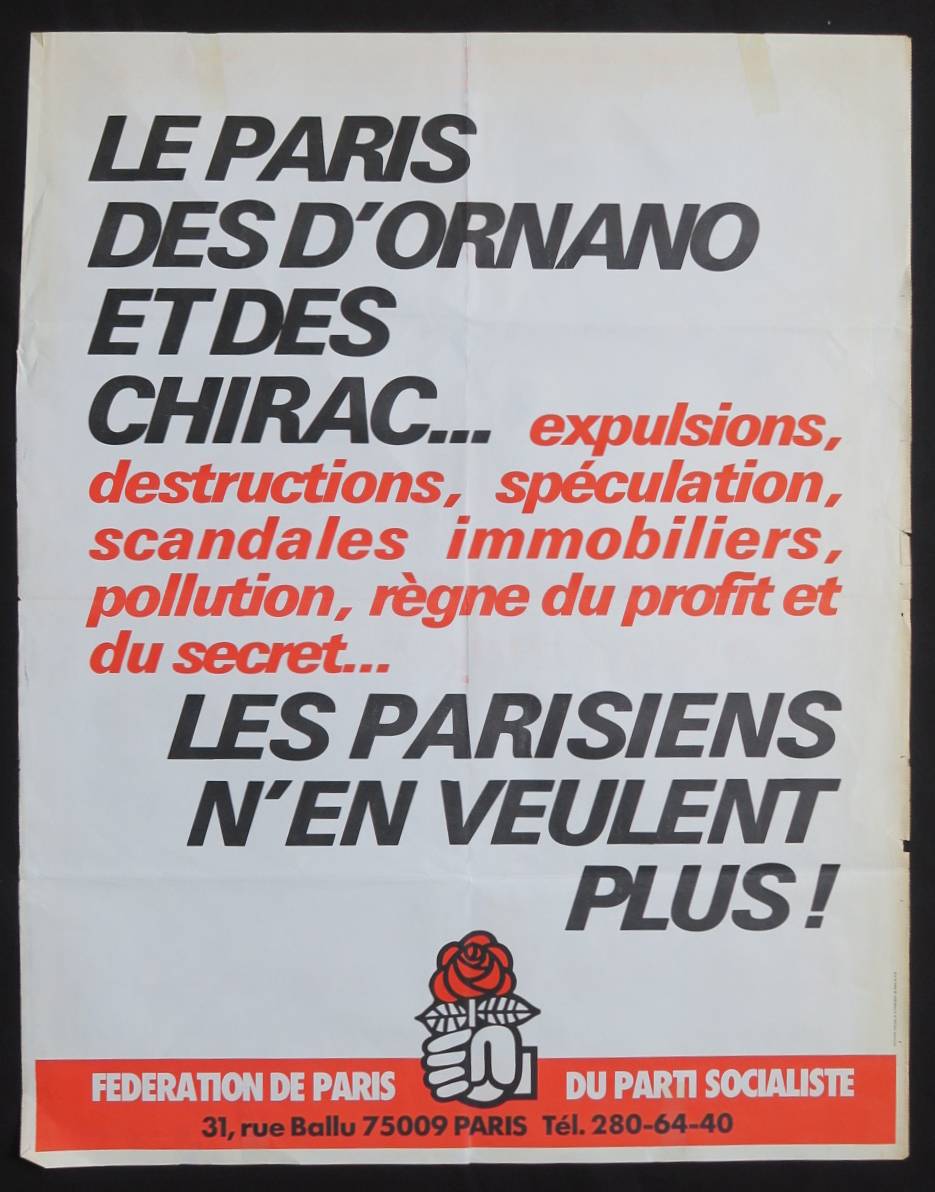 LE PARIS
DES D'ORNANO
ET DES
CHIRAC... expulsions,
destructions, spéculation,
scandales immobiliers,
pollution, règne du profit et
du secret...
LES PARISIENS
N'EN VEULENT
PLUS !
FEDERATION DE PARIS DU PARTI SOCIALISTE
31, rue Ballu 75009 PARIS Tél. 280-64-40